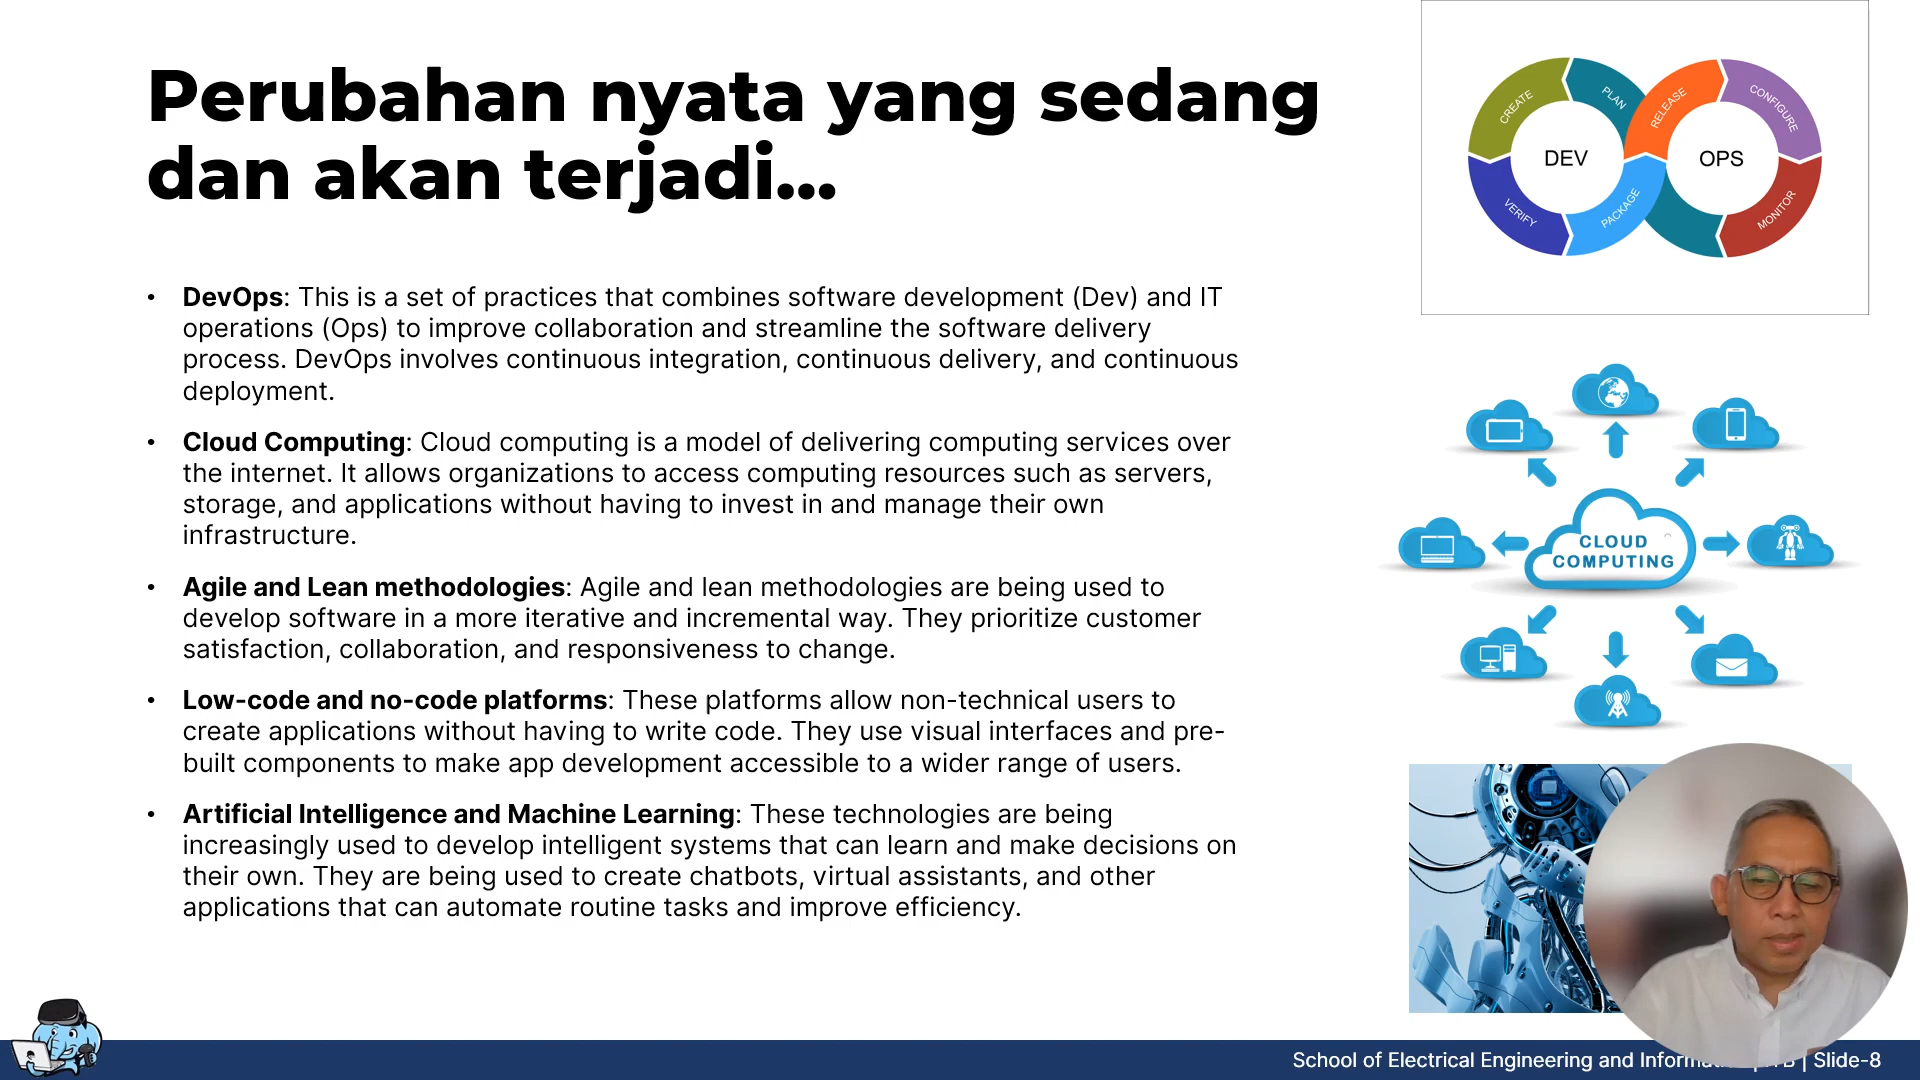 Perubahan nyata yang sedang
dan akan terjadi...
• DevOps: This is a set of practices that combines software development (Dev) and IT
operations (Ops) to improve collaboration and streamline the software delivery
process. DevOps involves continuous integration, continuous delivery, and continuous
deployment.
• Cloud Computing: Cloud computing is a model of delivering computing services over
the internet. It allows organizations to access computing resources such as servers,
storage, and applications without having to invest in and manage their own
infrastructure.
• Agile and Lean methodologies: Agile and lean methodologies are being used to
develop software in a more iterative and incremental way. They prioritize customer
satisfaction, collaboration, and responsiveness to change.
• Low-code and no-code platforms: These platforms allow non-technical users to
create applications without having to write code. They use visual interfaces and pre-
built components to make app development accessible to a wider range of users.
• Artificial Intelligence and Machine Learning: These technologies are being
increasingly used to develop intelligent systems that can learn and make decisions on
their own. They are being used to create chatbots, virtual assistants, and other
applications that can automate routine tasks and improve efficiency.
CREATE
PLAN
RELEASE
CONFIGURE
DEV
OPS
VERIFY
PACKAGE
MONITOR
CLOUD
COMPUTING
School of Electrical Engineering and | Slide-8